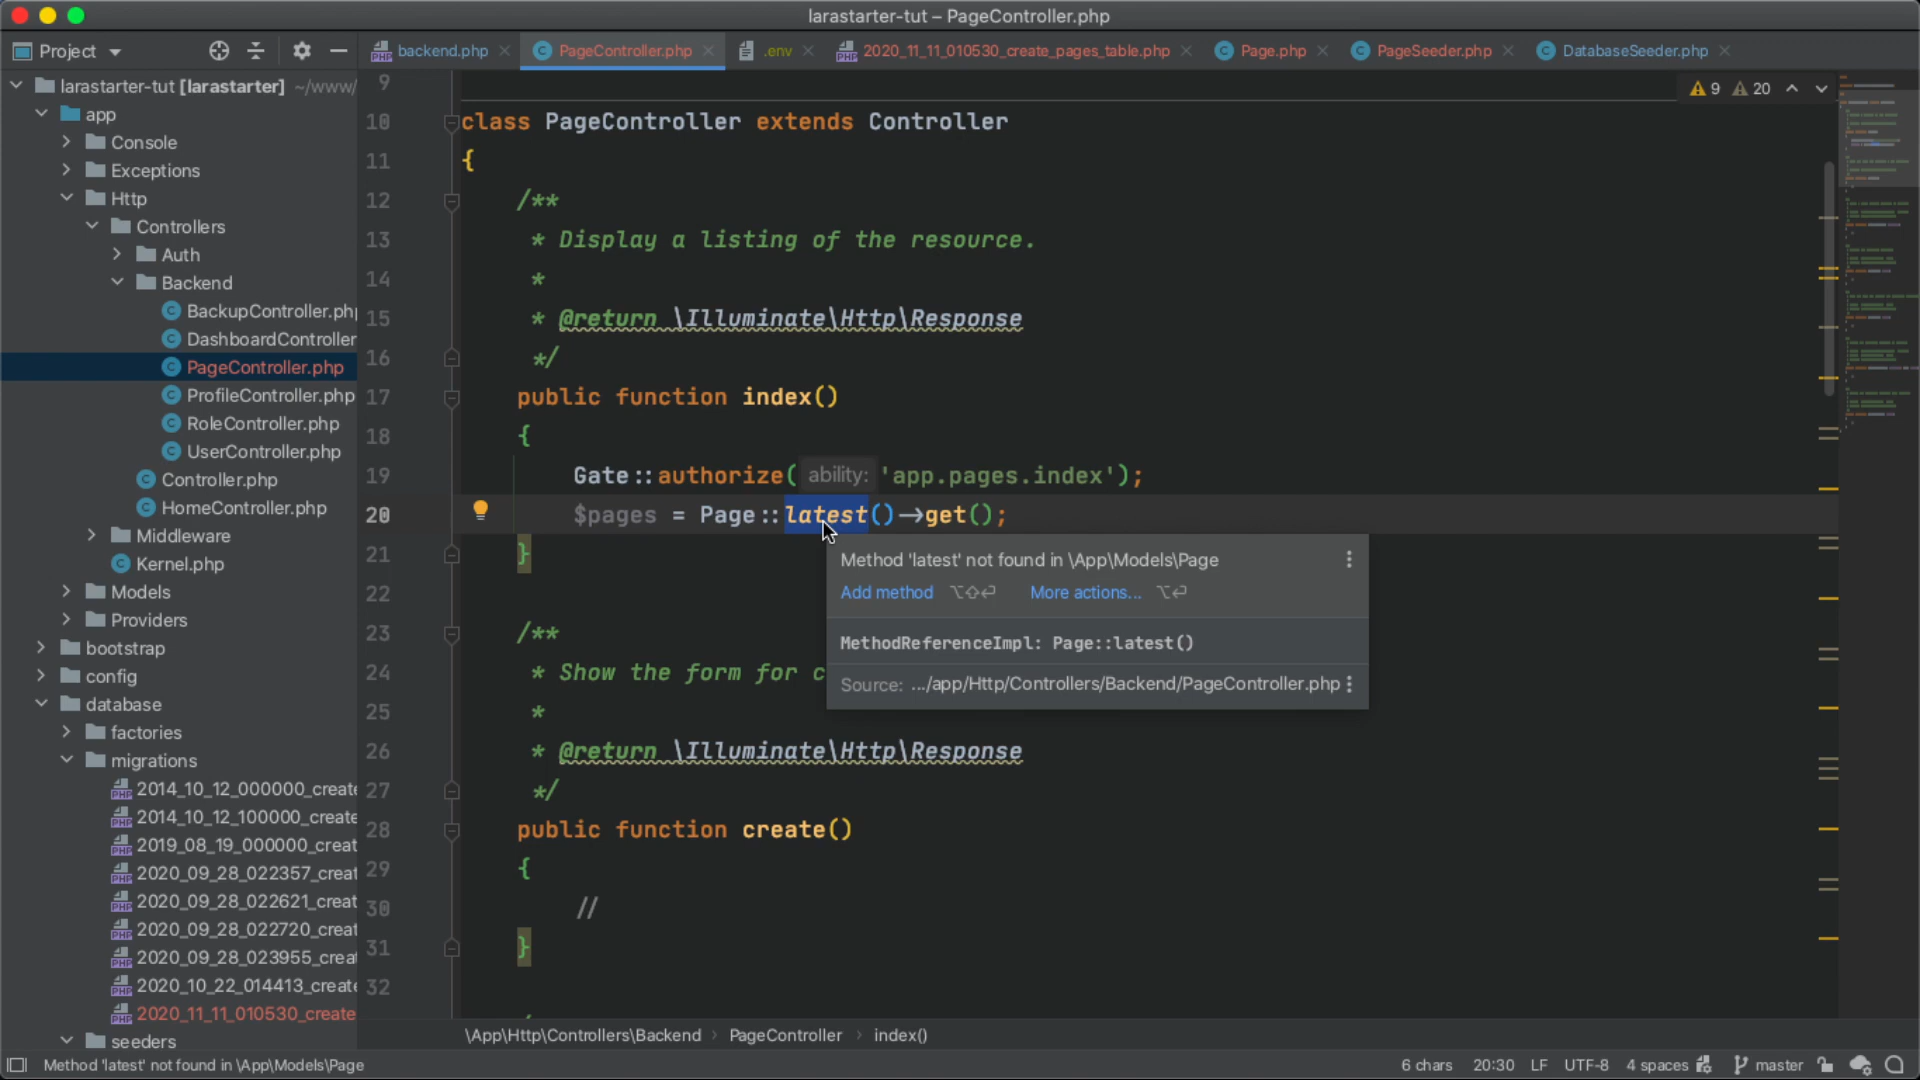 larastarter-tut – PageController.php
Project
backend.php
PageController.php
.env
2020_11_11_010530_create_pages_table.php
Page.php
PageSeeder.php
DatabaseSeeder.php
larastarter-tut [larastarter] ~/www/
app
Console
Exceptions
Http
Controllers
Auth
Backend
BackupController.php
DashboardController
PageController.php
ProfileController.php
RoleController.php
UserController.php
Controller.php
HomeController.php
Middleware
Kernel.php
Models
Providers
bootstrap
config
database
factories
migrations
2014_10_12_000000_create
2014_10_12_100000_create
2019_08_19_000000_creat
2020_09_28_022357_creat
2020_09_28_022621_creat
2020_09_28_022720_creat
2020_09_28_023955_crea
2020_10_22_014413_create
2020_11_11_010530_create
seeders
9 20
9
10 class PageController extends Controller
11 {
12 /**
13 * Display a listing of the resource.
14 *
15 * @return \Illuminate\Http\Response
16 */
17 public function index()
18 {
19 Gate::authorize( ability: 'app.pages.index');
20 $pages = Page::latest()->get();
21 }
22
23 /**
24 * Show the form for c
25 *
26 * @return \Illuminate\Http\Response
27 */
28 public function create()
29 {
30 //
31 }
32
Method 'latest' not found in \App\Models\Page
Add method ⌥⇧⏎ More actions... ⌥⏎
MethodReferenceImpl: Page::latest()
Source: .../app/Http/Controllers/Backend/PageController.php
\App\Http\Controllers\Backend › PageController › index()
Method 'latest' not found in \App\Models\Page
6 chars 20:30 LF UTF-8 4 spaces master